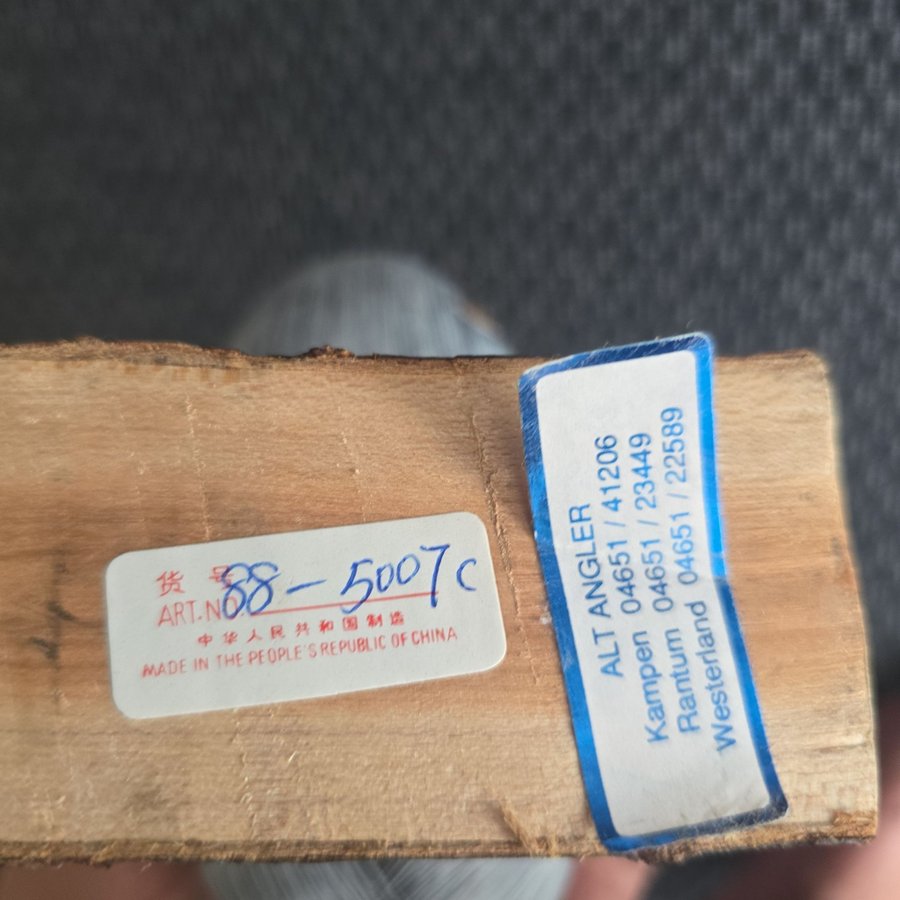 货号
ART.NO. 88-5007C
中华人民共和国制造
MADE IN THE PEOPLE'S REPUBLIC OF CHINA
ALT ANGLER
Kampen 04651 / 41206
Rantum 04651 / 23449
Westerland 04651 / 22589